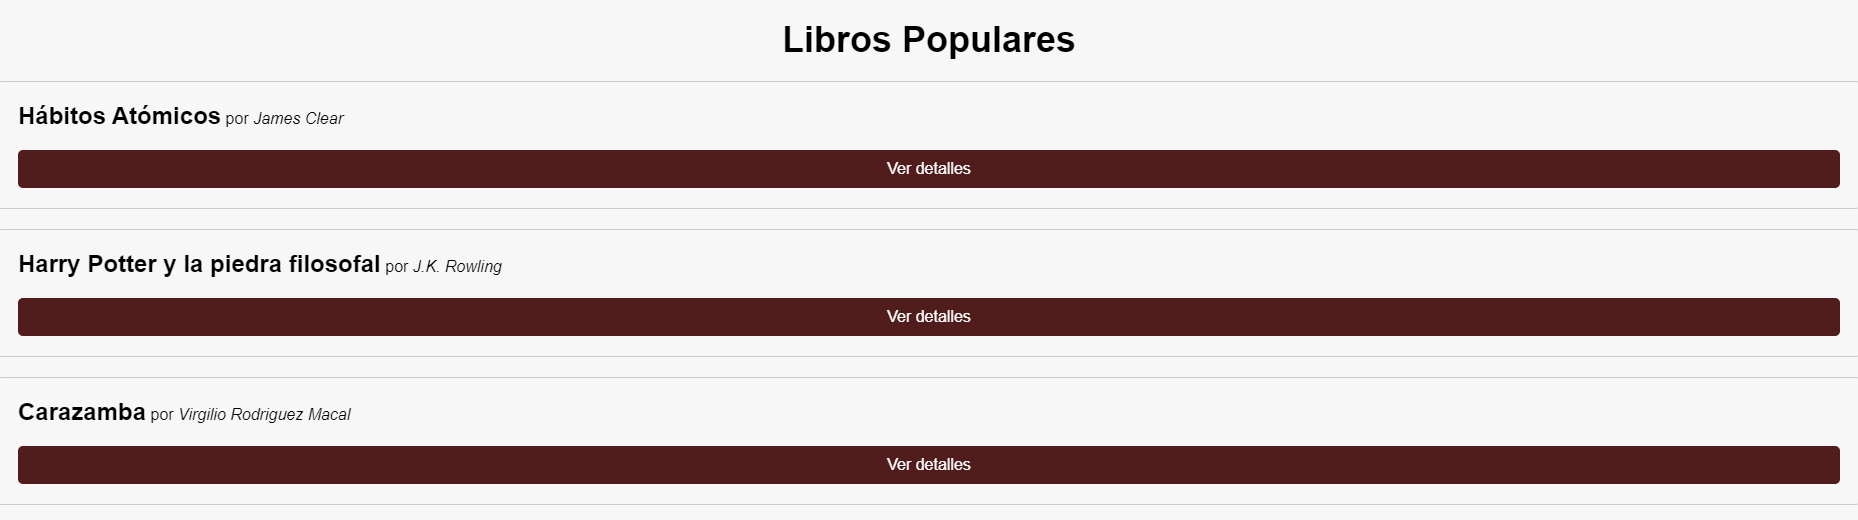 Libros Populares
Hábitos Atómicos por James Clear
Ver detalles
Harry Potter y la piedra filosofal por J.K. Rowling
Ver detalles
Carazamba por Virgilio Rodriguez Macal
Ver detalles